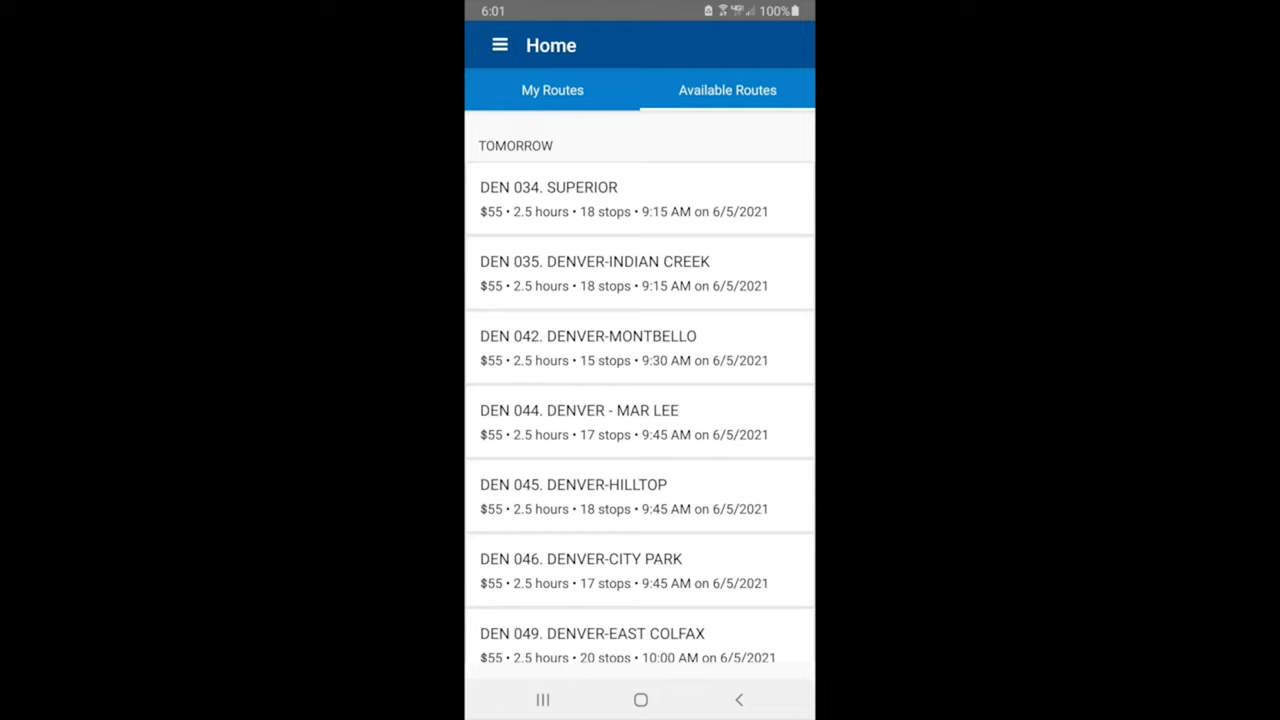 6:01
100%
Home
My Routes
Available Routes
TOMORROW
DEN 034. SUPERIOR
$55 • 2.5 hours • 18 stops • 9:15 AM on 6/5/2021
DEN 035. DENVER-INDIAN CREEK
$55 • 2.5 hours • 18 stops • 9:15 AM on 6/5/2021
DEN 042. DENVER-MONTBELLO
$55 • 2.5 hours • 15 stops • 9:30 AM on 6/5/2021
DEN 044. DENVER - MAR LEE
$55 • 2.5 hours • 17 stops • 9:45 AM on 6/5/2021
DEN 045. DENVER-HILLTOP
$55 • 2.5 hours • 18 stops • 9:45 AM on 6/5/2021
DEN 046. DENVER-CITY PARK
$55 • 2.5 hours • 17 stops • 9:45 AM on 6/5/2021
DEN 049. DENVER-EAST COLFAX
$55 • 2.5 hours • 20 stops • 10:00 AM on 6/5/2021